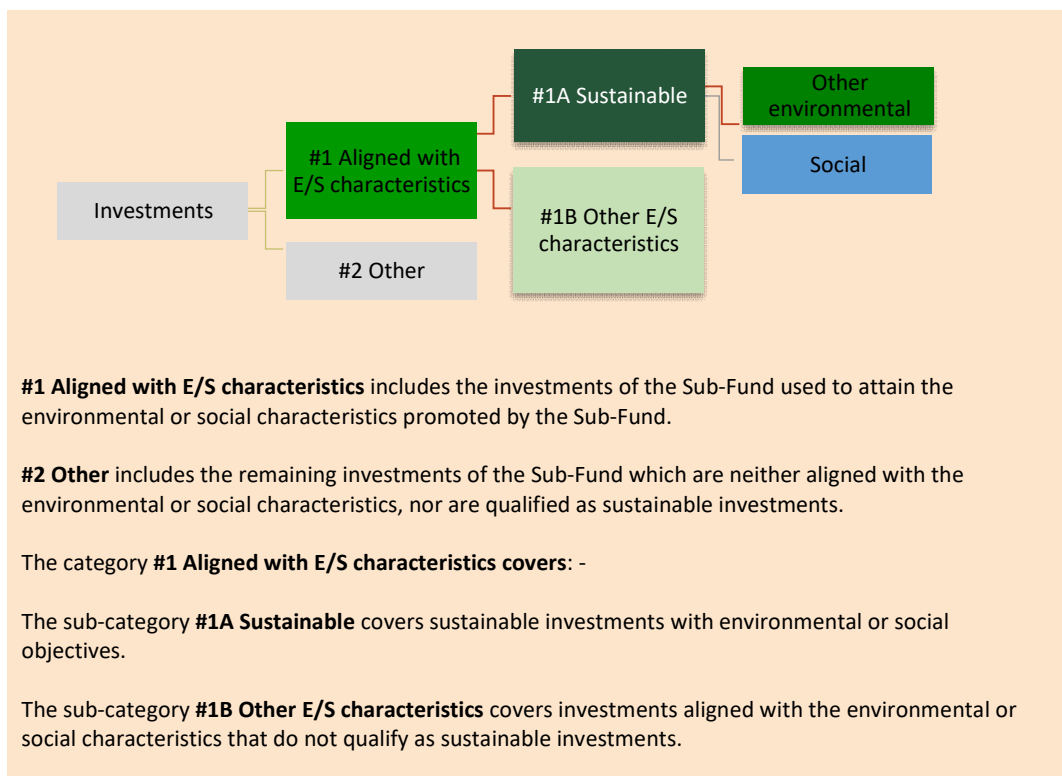 #1A Sustainable
Other
environmental
#1 Aligned with
E/S characteristics
Social
Investments
#1B Other E/S
characteristics
#2 Other
#1 Aligned with E/S characteristics includes the investments of the Sub-Fund used to attain the
environmental or social characteristics promoted by the Sub-Fund.
#2 Other includes the remaining investments of the Sub-Fund which are neither aligned with the
environmental or social characteristics, nor are qualified as sustainable investments.
The category #1 Aligned with E/S characteristics covers: -
The sub-category #1A Sustainable covers sustainable investments with environmental or social
objectives.
The sub-category #1B Other E/S characteristics covers investments aligned with the environmental or
social characteristics that do not qualify as sustainable investments.